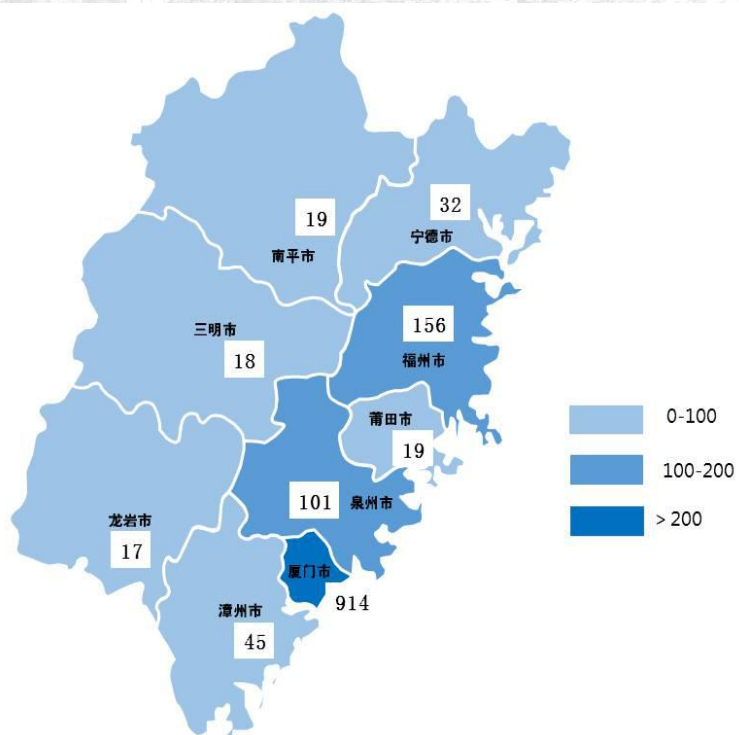 32
宁德市
19
南平市
156
福州市
三明市
18
莆田市
19
101
泉州市
龙岩市
17
厦门市
914
漳州市
45
0-100
100-200
> 200